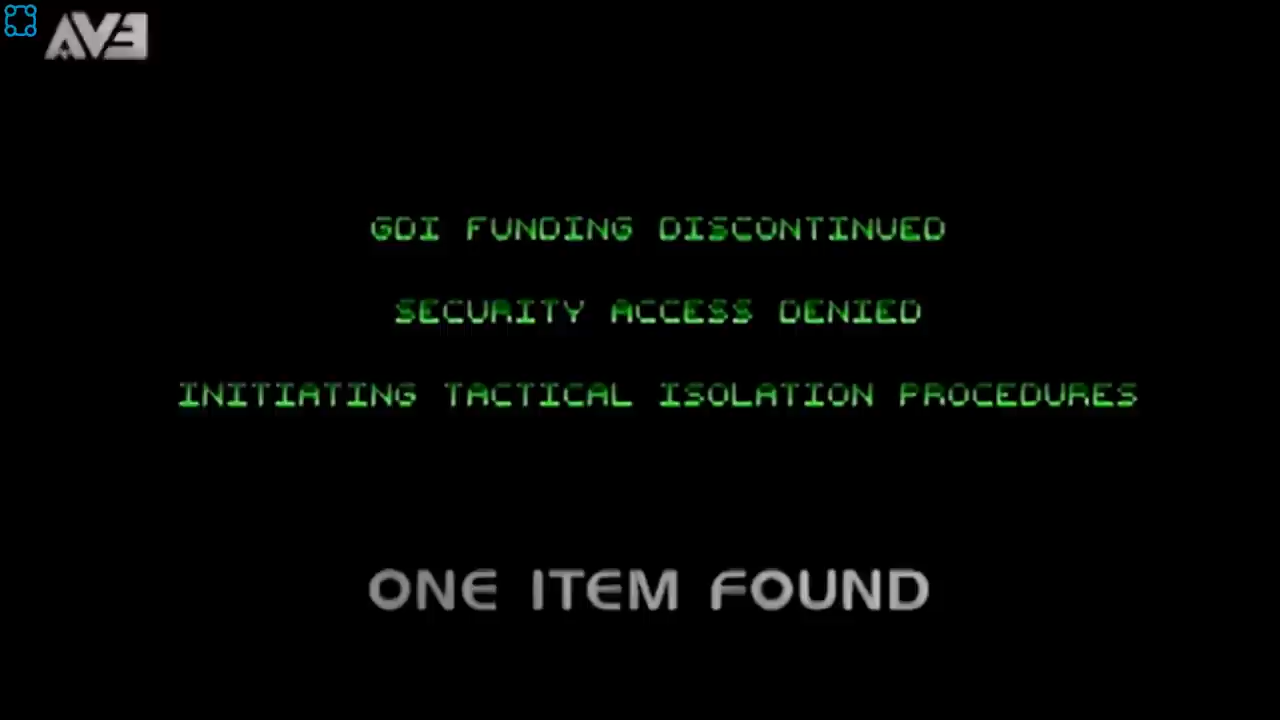 AV3
GDI FUNDING DISCONTINUED
SECURITY ACCESS DENIED
INITIATING TACTICAL ISOLATION PROCEDURES
ONE ITEM FOUND